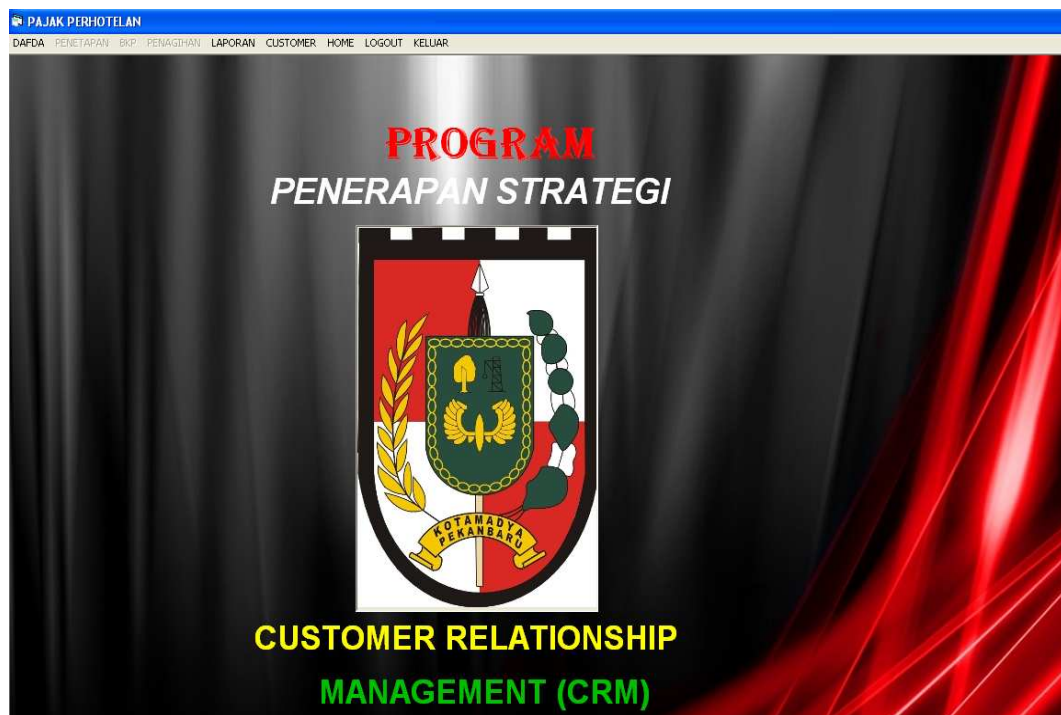 PAJAK PERHOTELAN
DAFDA PENETAPAN BKP PENAGIHAN LAPORAN CUSTOMER HOME LOGOUT KELUAR
PROGRAM
PENERAPAN STRATEGI
KOTAMADYA
PEKANBARU
CUSTOMER RELATIONSHIP
MANAGEMENT (CRM)